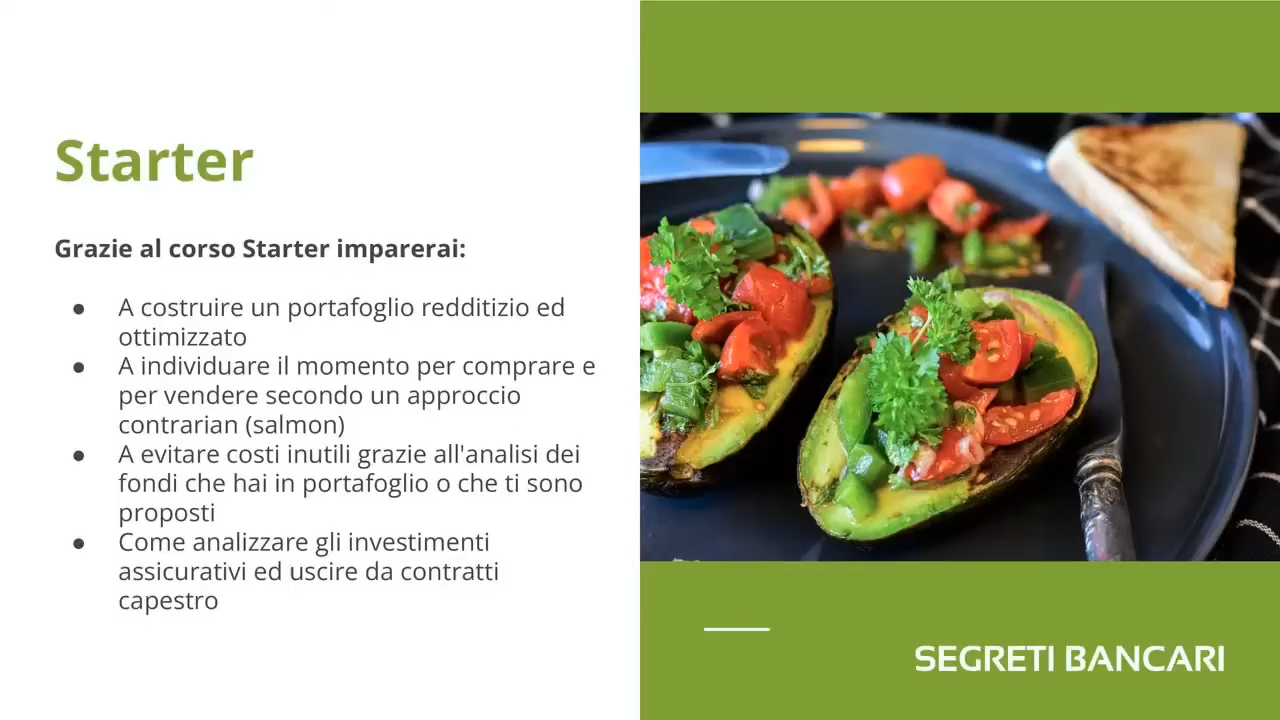 Starter
Grazie al corso Starter imparerai:
● A costruire un portafoglio redditizio ed
ottimizzato
● A individuare il momento per comprare e
per vendere secondo un approccio
contrarian (salmon)
● A evitare costi inutili grazie all'analisi dei
fondi che hai in portafoglio o che ti sono
proposti
● Come analizzare gli investimenti
assicurativi ed uscire da contratti
capestro
SEGRETI BANCARI